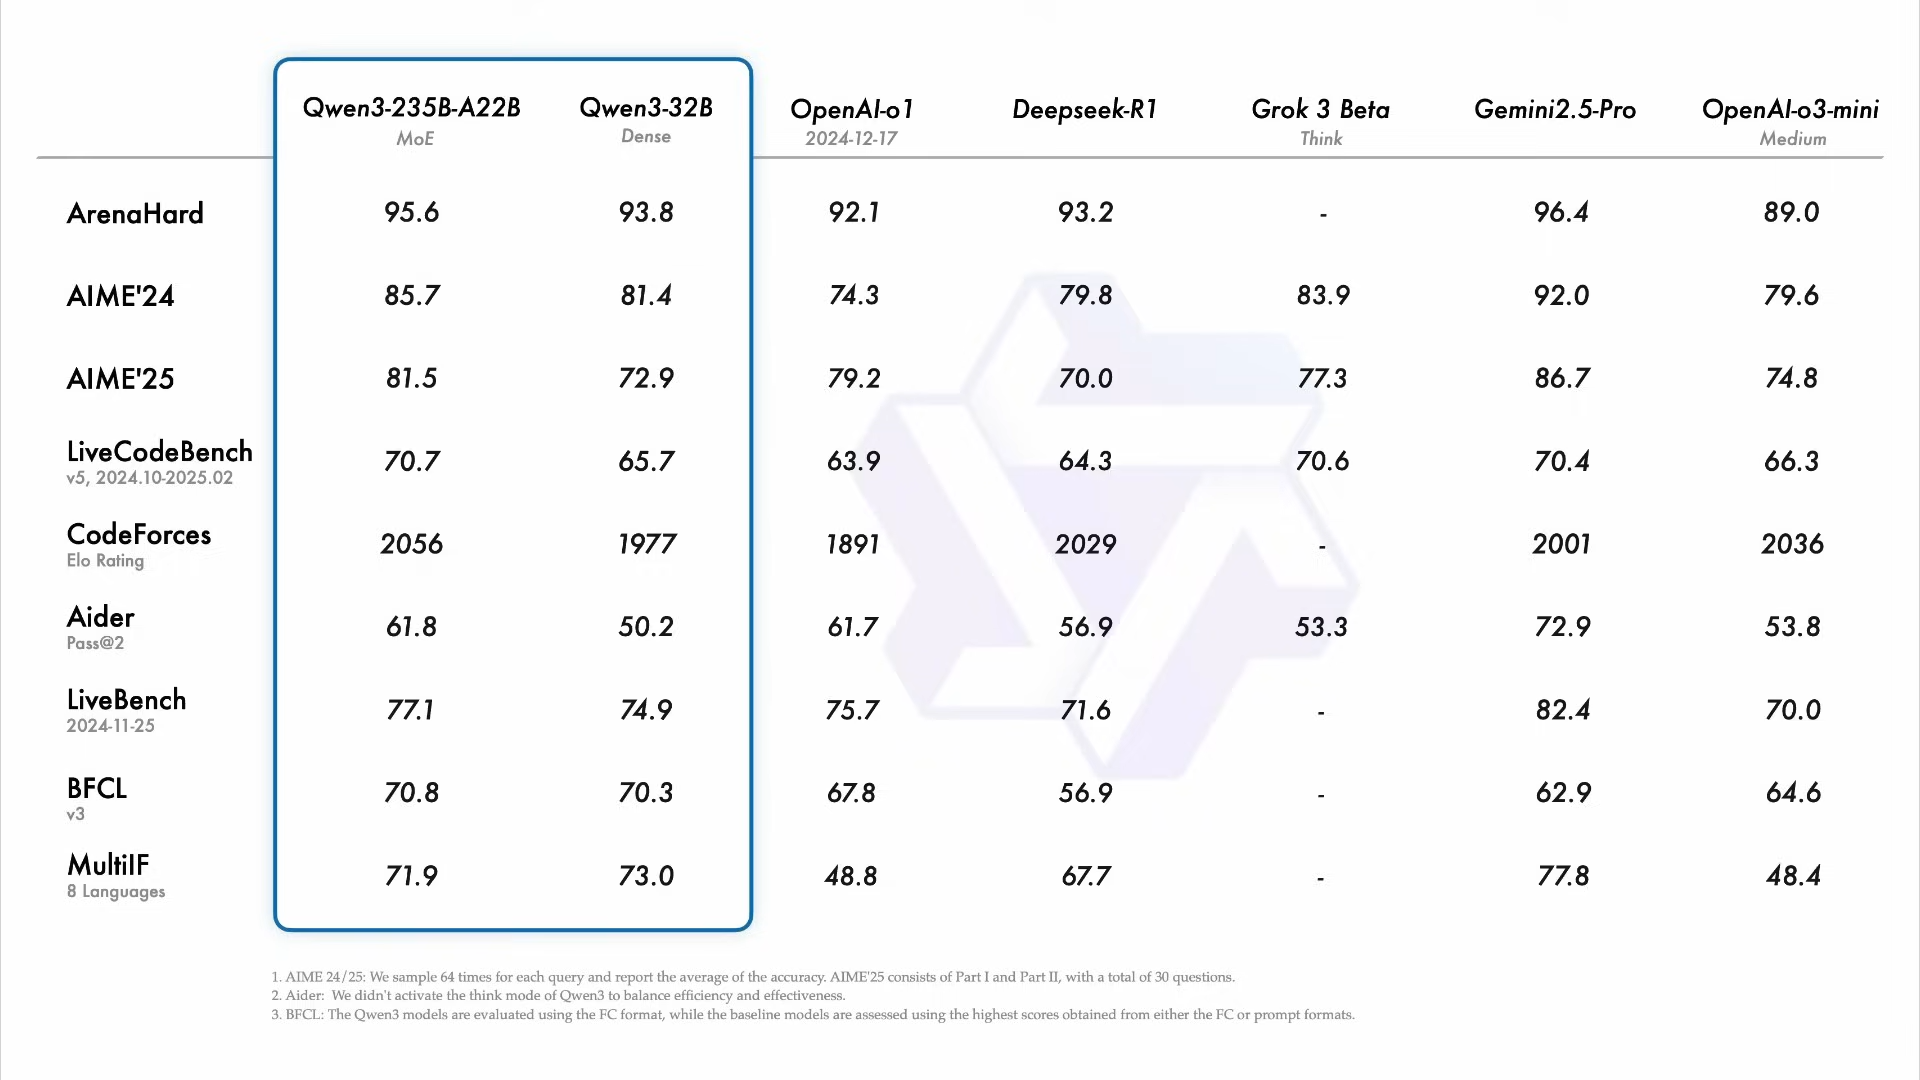 Qwen3-235B-A22B Qwen3-32B OpenAI-o1 Deepseek-R1 Grok 3 Beta Gemini2.5-Pro OpenAI-o3-mini
MoE Dense 2024-12-17 Think Medium
ArenaHard 95.6 93.8 92.1 93.2 - 96.4 89.0
AIME'24 85.7 81.4 74.3 79.8 83.9 92.0 79.6
AIME'25 81.5 72.9 79.2 70.0 77.3 86.7 74.8
LiveCodeBench 70.7 65.7 63.9 64.3 70.6 70.4 66.3
v5, 2024.10-2025.02
CodeForces 2056 1977 1891 2029 - 2001 2036
Elo Rating
Aider 61.8 50.2 61.7 56.9 53.3 72.9 53.8
Pass@2
LiveBench 77.1 74.9 75.7 71.6 - 82.4 70.0
2024-11-25
BFCL 70.8 70.3 67.8 56.9 - 62.9 64.6
v3
MultiIF 71.9 73.0 48.8 67.7 - 77.8 48.4
8 Languages
1. AIME 24/25: We sample 64 times for each query and report the average of the accuracy. AIME'25 consists of Part I and Part II, with a total of 30 questions.
2. Aider: We didn't activate the think mode of Qwen3 to balance efficiency and effectiveness.
3. BFCL: The Qwen3 models are evaluated using the FC format, while the baseline models are assessed using the highest scores obtained from either the FC or prompt formats.